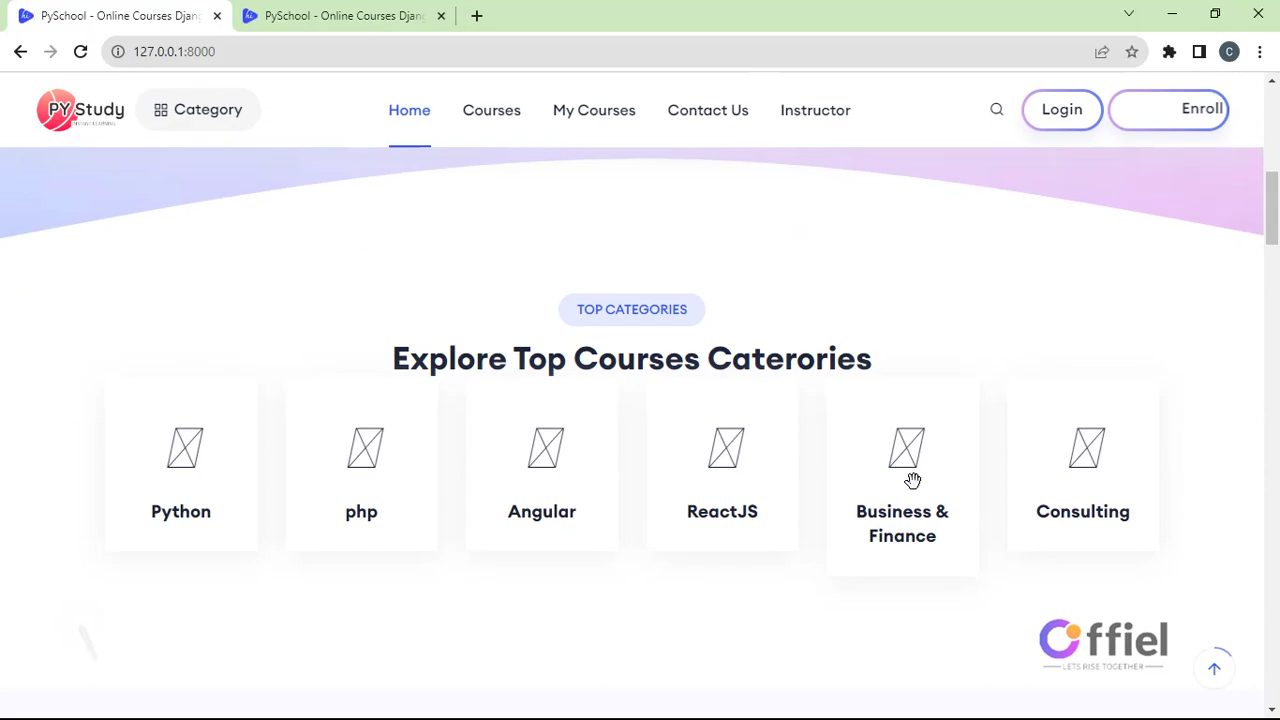 PySchool - Online Courses Djang
PySchool - Online Courses Djang
127.0.0.1:8000
C
PY Study
Category
Home
Courses
My Courses
Contact Us
Instructor
Login
Enroll
TOP CATEGORIES
Explore Top Courses Caterories
Python
php
Angular
ReactJS
Business &
Finance
Consulting
Offiel
LETS RISE TOGETHER